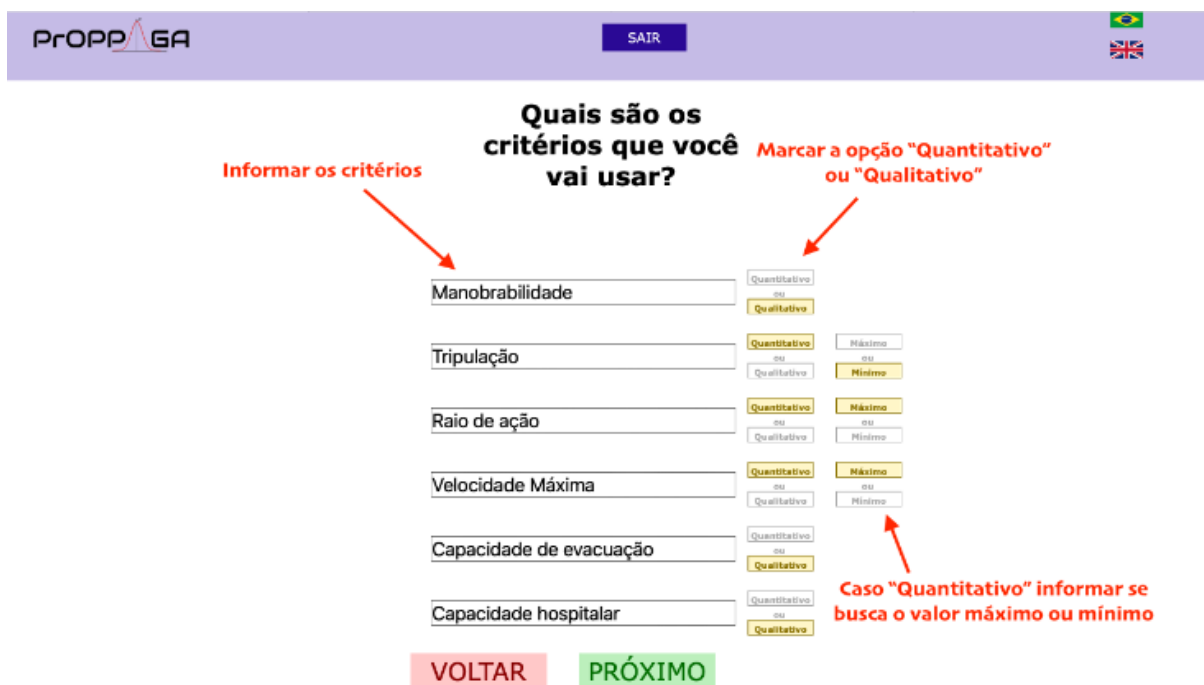 PrOPPAGA
SAIR
Quais são os
critérios que você
vai usar?
Informar os critérios
Marcar a opção "Quantitativo"
ou "Qualitativo"
Manobrabilidade
Quantitativo
ou
Qualitativo
Tripulação
Quantitativo
ou
Qualitativo
Máximo
ou
Mínimo
Raio de ação
Quantitativo
ou
Qualitativo
Máximo
ou
Mínimo
Velocidade Máxima
Quantitativo
ou
Qualitativo
Máximo
ou
Mínimo
Capacidade de evacuação
Quantitativo
ou
Qualitativo
Capacidade hospitalar
Quantitativo
ou
Qualitativo
Caso "Quantitativo" informar se
busca o valor máximo ou mínimo
VOLTAR
PRÓXIMO